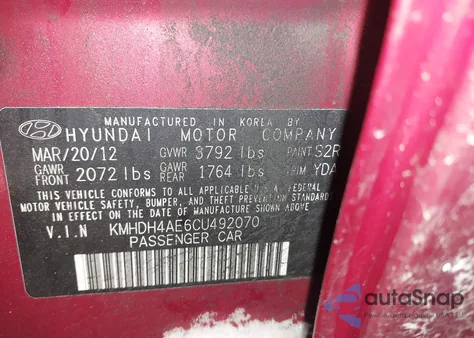 MANUFACTURED IN KOREA BY
HYUNDAI MOTOR COMPANY
MAR/20/12 GVWR 3792 lbs PAINT S2R
GAWR FRONT 2072 lbs GAWR REAR 1764 lbs TRIM YDA
THIS VEHICLE CONFORMS TO ALL APPLICABLE U.S.A FEDERAL
MOTOR VEHICLE SAFETY, BUMPER, AND THEFT PREVENTION STANDARDS
IN EFFECT ON THE DATE OF MANUFACTURE SHOWN ABOVE.
V.I.N KMHDH4AE6CU492070
PASSENGER CAR
autaSnap